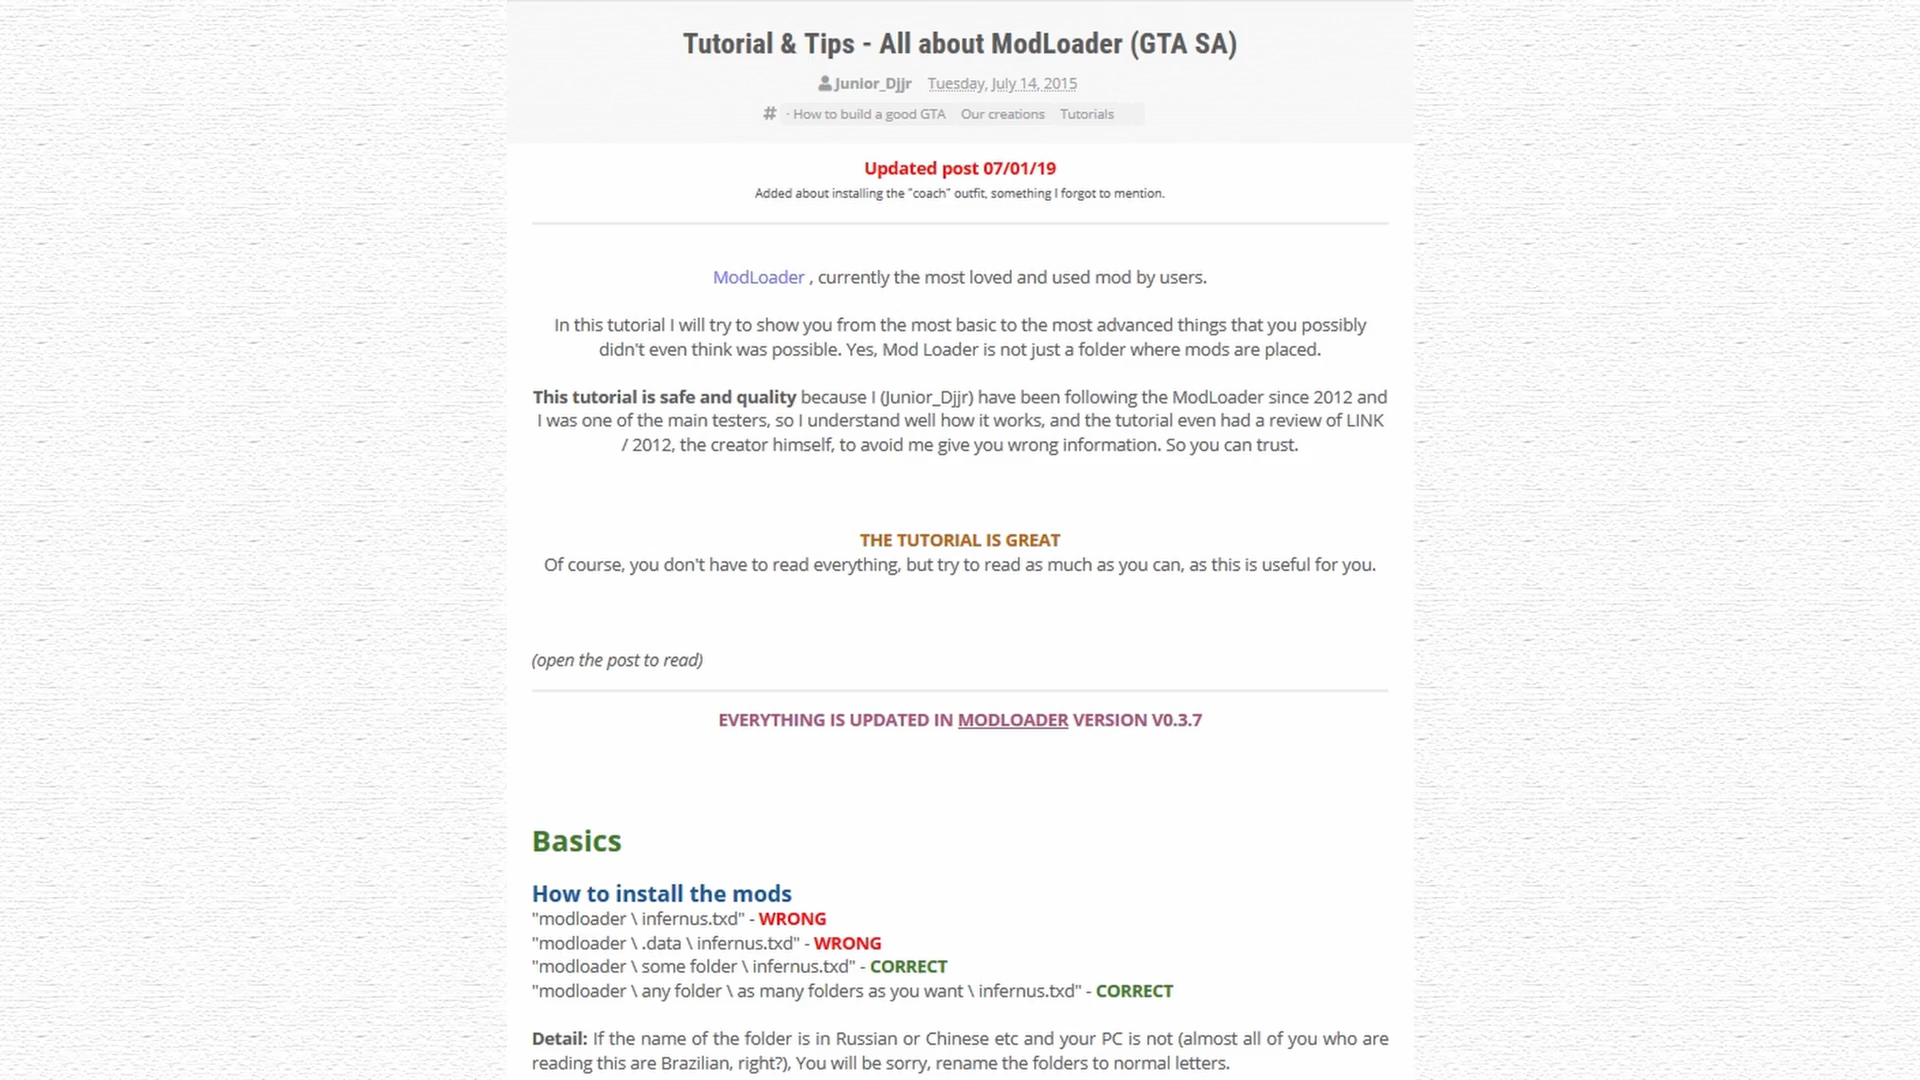 Tutorial & Tips - All about ModLoader (GTA SA)
Junior_Djjr Tuesday, July 14, 2015
# · How to build a good GTA Our creations Tutorials
Updated post 07/01/19
Added about installing the "coach" outfit, something I forgot to mention.
ModLoader , currently the most loved and used mod by users.
In this tutorial I will try to show you from the most basic to the most advanced things that you possibly
didn't even think was possible. Yes, Mod Loader is not just a folder where mods are placed.
This tutorial is safe and quality because I (Junior_Djjr) have been following the ModLoader since 2012 and
I was one of the main testers, so I understand well how it works, and the tutorial even had a review of LINK
/ 2012, the creator himself, to avoid me give you wrong information. So you can trust.
THE TUTORIAL IS GREAT
Of course, you don't have to read everything, but try to read as much as you can, as this is useful for you.
(open the post to read)
EVERYTHING IS UPDATED IN MODLOADER VERSION V0.3.7
Basics
How to install the mods
"modloader \ infernus.txd" - WRONG
"modloader \ .data \ infernus.txd" - WRONG
"modloader \ some folder \ infernus.txd" - CORRECT
"modloader \ any folder \ as many folders as you want \ infernus.txd" - CORRECT
Detail: If the name of the folder is in Russian or Chinese etc and your PC is not (almost all of you who are
reading this are Brazilian, right?), You will be sorry, rename the folders to normal letters.